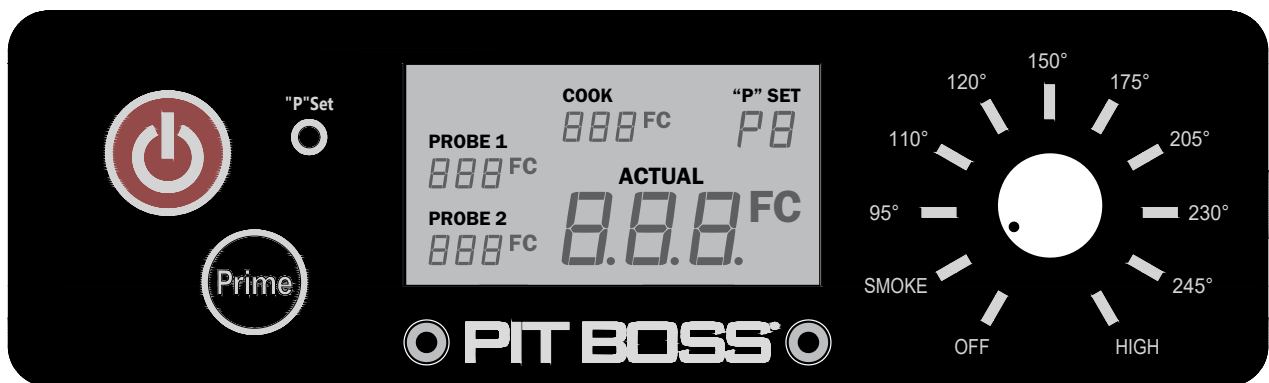 "P"Set
Prime
COOK
888 FC
“P” SET
P8
PROBE 1
888 FC
ACTUAL
8.8.8. FC
PROBE 2
888 FC
PIT BOSS®
OFF
SMOKE
95°
110°
120°
150°
175°
205°
230°
245°
HIGH